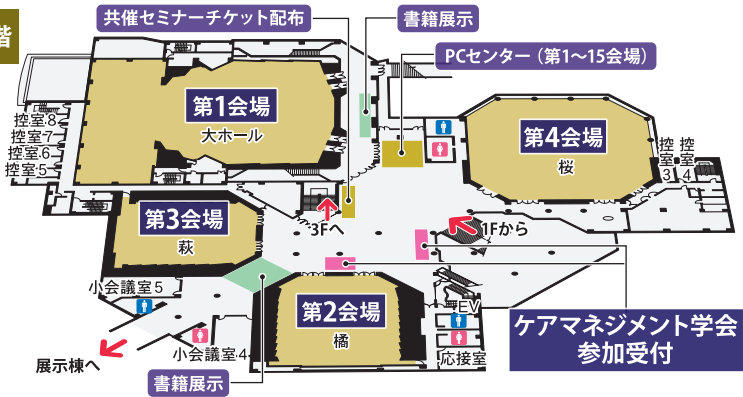 階
共催セミナーチケット配布
書籍展示
PCセンター（第1～15会場）
第1会場
大ホール
控室8
控室7
控室6
控室5
第4会場
桜
控室3
控室4
第3会場
萩
3Fへ
1Fから
小会議室5
第2会場
橘
EV
ケアマネジメント学会
参加受付
小会議室4
応接室
展示棟へ
書籍展示